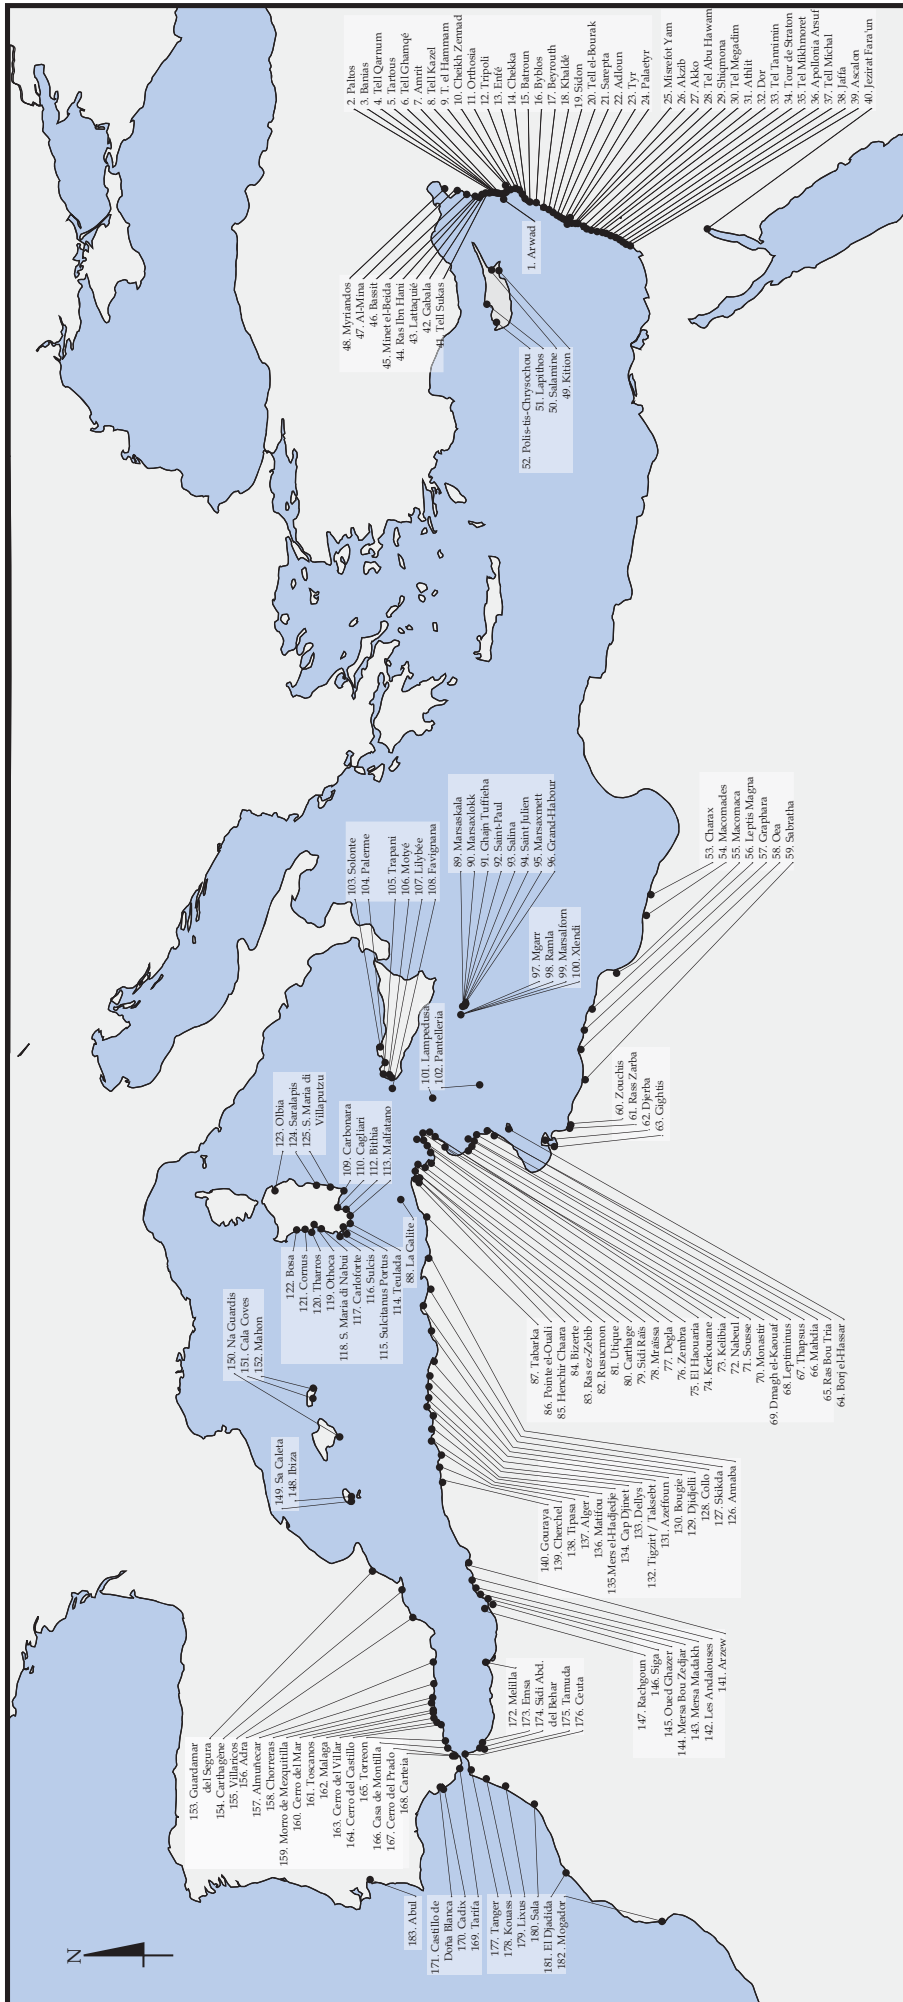 2. Paltos
3. Banias
4. Tell Qarnum
5. Tartous
6. Tell Ghamqé
7. Amrit
8. Tell Kazel
9. T. el Hammam
10. Cheikh Zennad
11. Orthosia
12. Tripoli
13. Enfé
14. Chekka
15. Batroun
16. Byblos
17. Beyrouth
18. Khaldé
19. Sidon
20. Tell el-Bourak
21. Sarepta
22. Adloun
23. Tyr
24. Palaetyr
25. Misrefot Yam
26. Akzib
27. Akko
28. Tel Abu Hawam
29. Shiqmona
30. Tel Megadim
31. Athlit
32. Dor
33. Tel Tannimin
34. Tour de Straton
35. Tel Mikhmoret
36. Apollonia Arsuf
37. Tell Michal
38. Jaffa
39. Ascalon
40. Jezirat Fara'un
48. Myriandos
47. Al-Mina
46. Bassit
45. Minet el-Beida
44. Ras Ibn Hani
43. Lattaquié
42. Gabala
41. Tell Sukas
1. Arwad
52. Polis-tis-Chrysochou
51. Lapithos
50. Salamine
49. Kition
53. Charax
54. Macomades
55. Macomaca
56. Leptis Magna
57. Graphara
58. Oea
59. Sabratha
103. Solonte
104. Palerme
105. Trapani
106. Motyé
107. Lilybée
108. Favignana
89. Marsaskala
90. Marsaxlokk
91. Ghajn Tuffieha
92. Saint-Paul
93. Salina
94. Saint Julien
95. Marsaxmett
96. Grand-Habour
97. Mgarr
98. Ramla
99. Marsalforn
100. Xlendi
101. Lampedusa
102. Pantelleria
60. Zouchis
61. Rass Zarba
62. Djerba
63. Gightis
123. Olbia
124. Saralapis
125. S. Maria di
Villaputzu
109. Carbonara
110. Cagliari
112. Bithia
113. Malfatano
122. Bosa
121. Cornus
120. Tharros
119. Othoca
118. S. Maria di Nabui
117. Carloforte
116. Sulcis
115. Sulcitanus Portus
114. Teulada
88. La Galite
150. Na Guardis
151. Cala Coves
152. Mahon
149. Sa Caleta
148. Ibiza
87. Tabarka
86. Pointe el-Ouali
85. Henchir Chaara
84. Bizerte
83. Ras ez-Zebib
82. Rusucmon
81. Utique
80. Carthage
79. Sidi Raïs
78. Mraïssa
77. Degla
76. Zembra
75. El Haouaria
74. Kerkouane
73. Kelibia
72. Nabeul
71. Sousse
70. Monastir
69. Dmagh el-Kaouaf
68. Leptiminus
67. Thapsus
66. Mahdia
65. Ras Bou Tria
64. Borj el-Hassar
140. Gouraya
139. Cherchel
138. Tipasa
137. Alger
136. Matifou
135.Mers el-Hadjedje
134. Cap Djinet
133. Dellys
132. Tigzirt / Taksebt
131. Azeffoun
130. Bougie
129. Djidjelli
128. Collo
127. Skikda
126. Annaba
147. Rachgoun
146. Siga
145. Oued Ghazer
144. Mersa Bou Zedjar
143. Mersa Madakh
142. Les Andalouses
141. Arzew
153. Guardamar
del Segura
154. Carthagène
155. Villaricos
156. Adra
157. Almuñecar
158. Chorreras
159. Morro de Mezquitilla
160. Cerro del Mar
161. Toscanos
162. Malaga
163. Cerro del Villar
164. Cerro del Castillo
165. Torreon
166. Casa de Montilla
167. Cerro del Prado
168. Carteia
172. Melilla
173. Emsa
174. Sidi Abd.
del Behar
175. Tamuda
176. Ceuta
183. Abul
171. Castillo de
Doña Blanca
170. Cadix
169. Tarifa
177. Tanger
178. Kouass
179. Lixus
180. Sala
181. El Djadida
182. Mogador
N